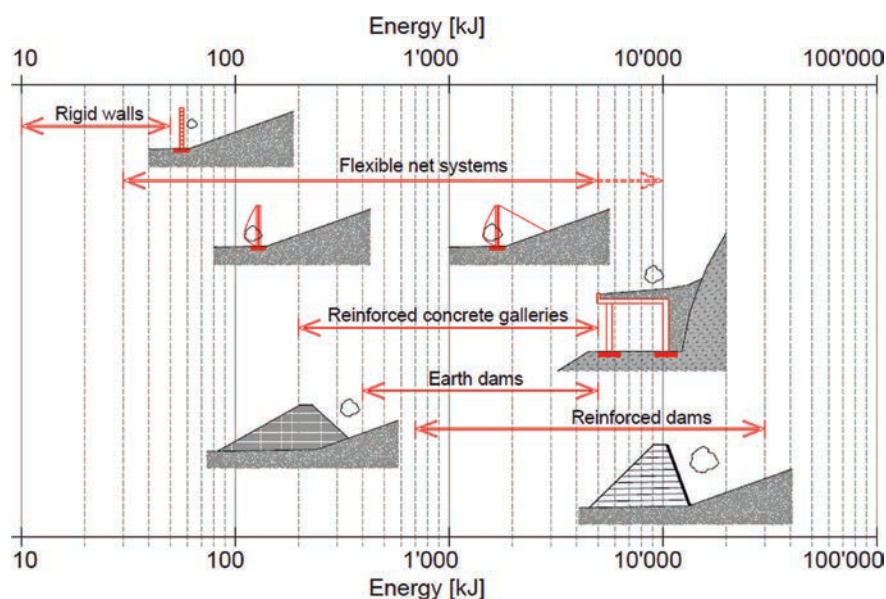 Energy [kJ]
10 100 1'000 10'000 100'000
Rigid walls
Flexible net systems
Reinforced concrete galleries
Earth dams
Reinforced dams
10 100 1'000 10'000 100'000
Energy [kJ]